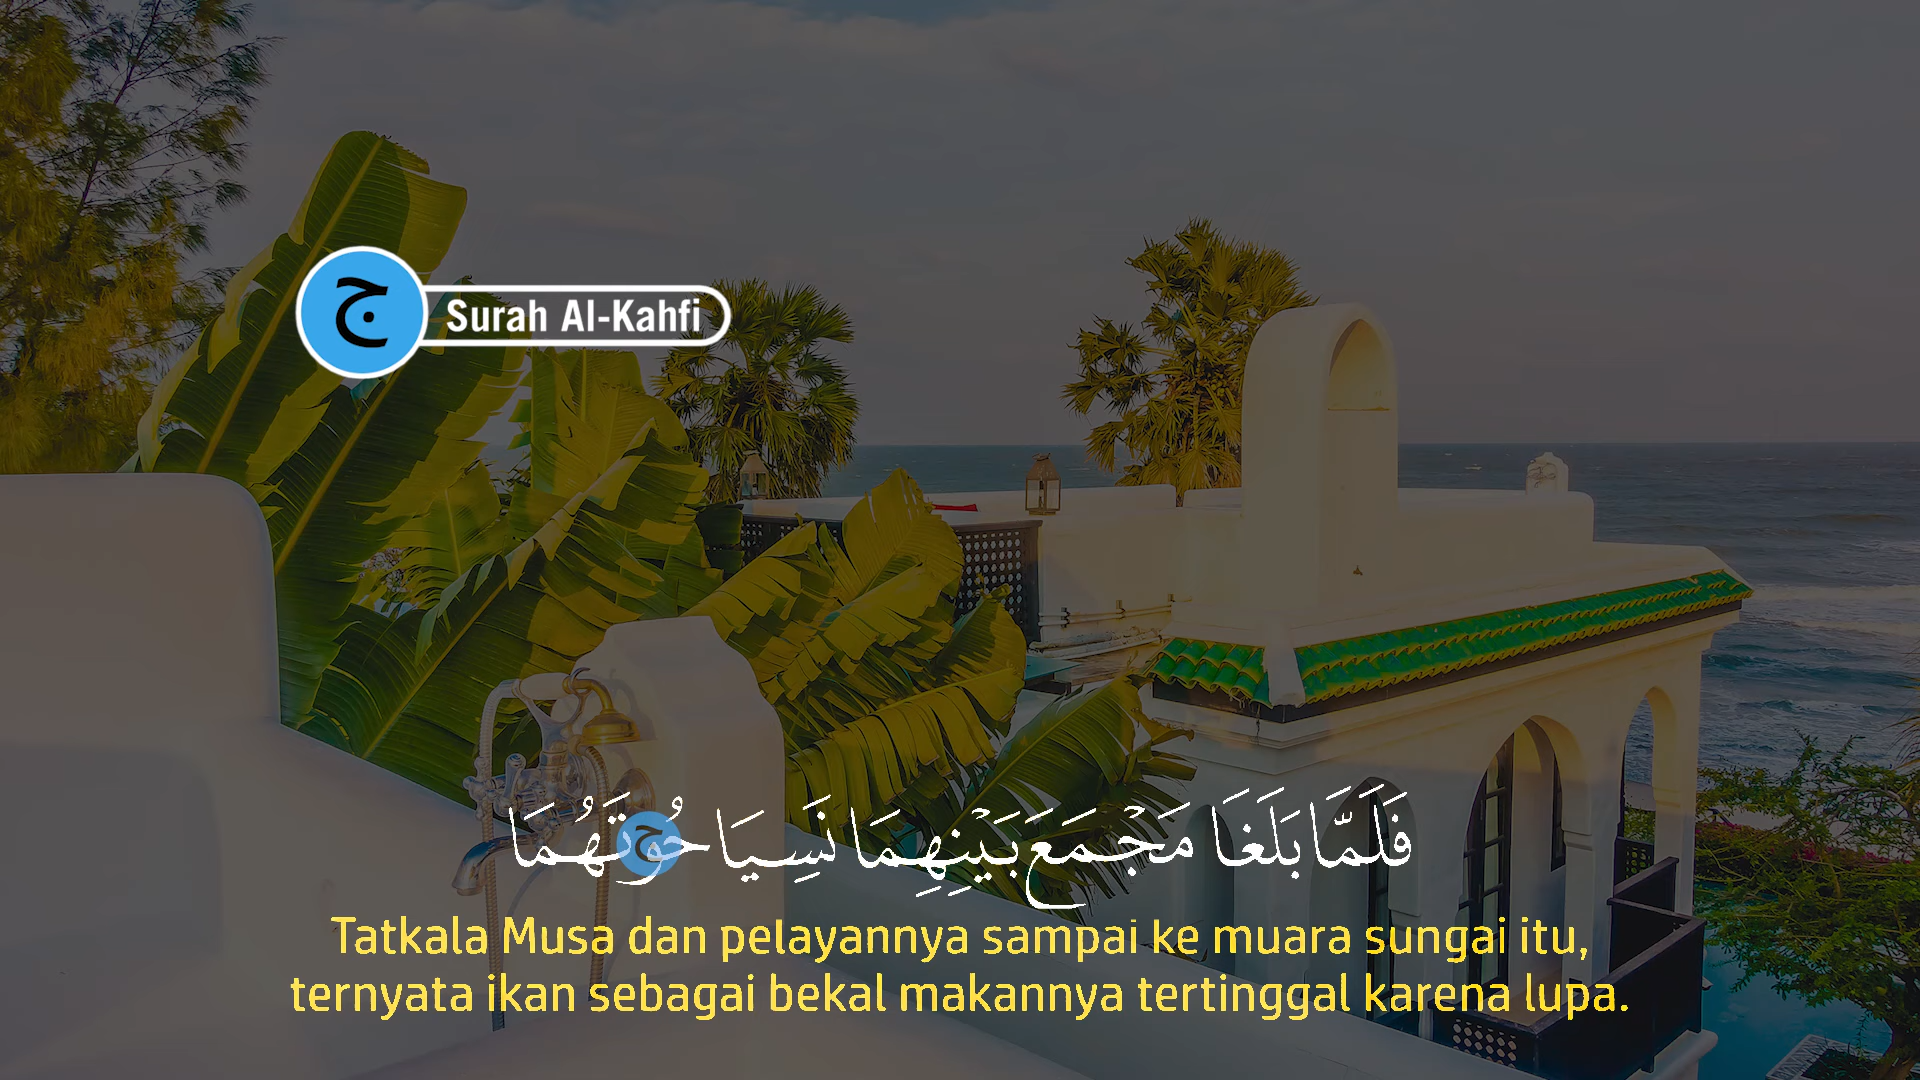 ج
Surah Al-Kahfi
فَلَمَّا بَلَغَا مَجْمَعَ بَيْنِهِمَا نَسِيَا حُوتَهُمَا
ج
Tatkala Musa dan pelayannya sampai ke muara sungai itu,
ternyata ikan sebagai bekal makannya tertinggal karena lupa.